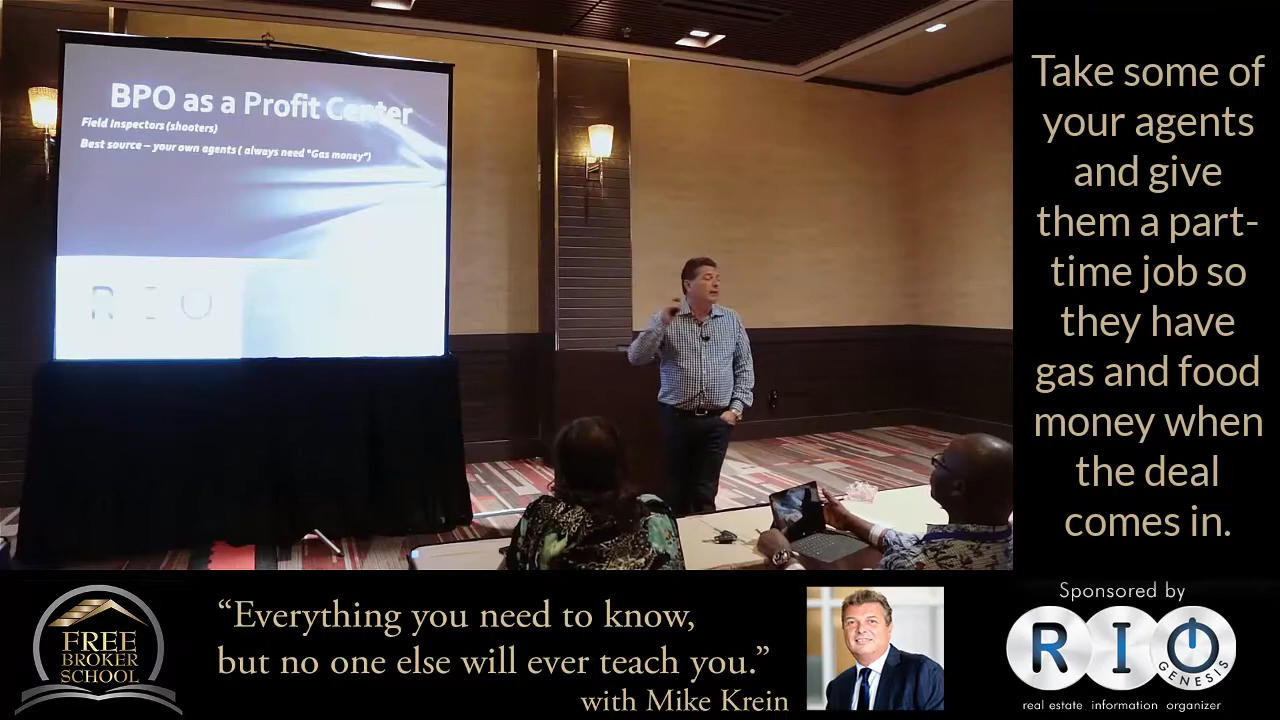 BPO as a Profit Center
Field Inspectors (shooters)
Best source – your own agents ( always need "Gas money")
R I O
Take some of
your agents
and give
them a part-
time job so
they have
gas and food
money when
the deal
comes in.
FREE
BROKER
SCHOOL
“Everything you need to know,
but no one else will ever teach you.”
with Mike Krein
Sponsored by
R I O
GENESIS
real estate information organizer